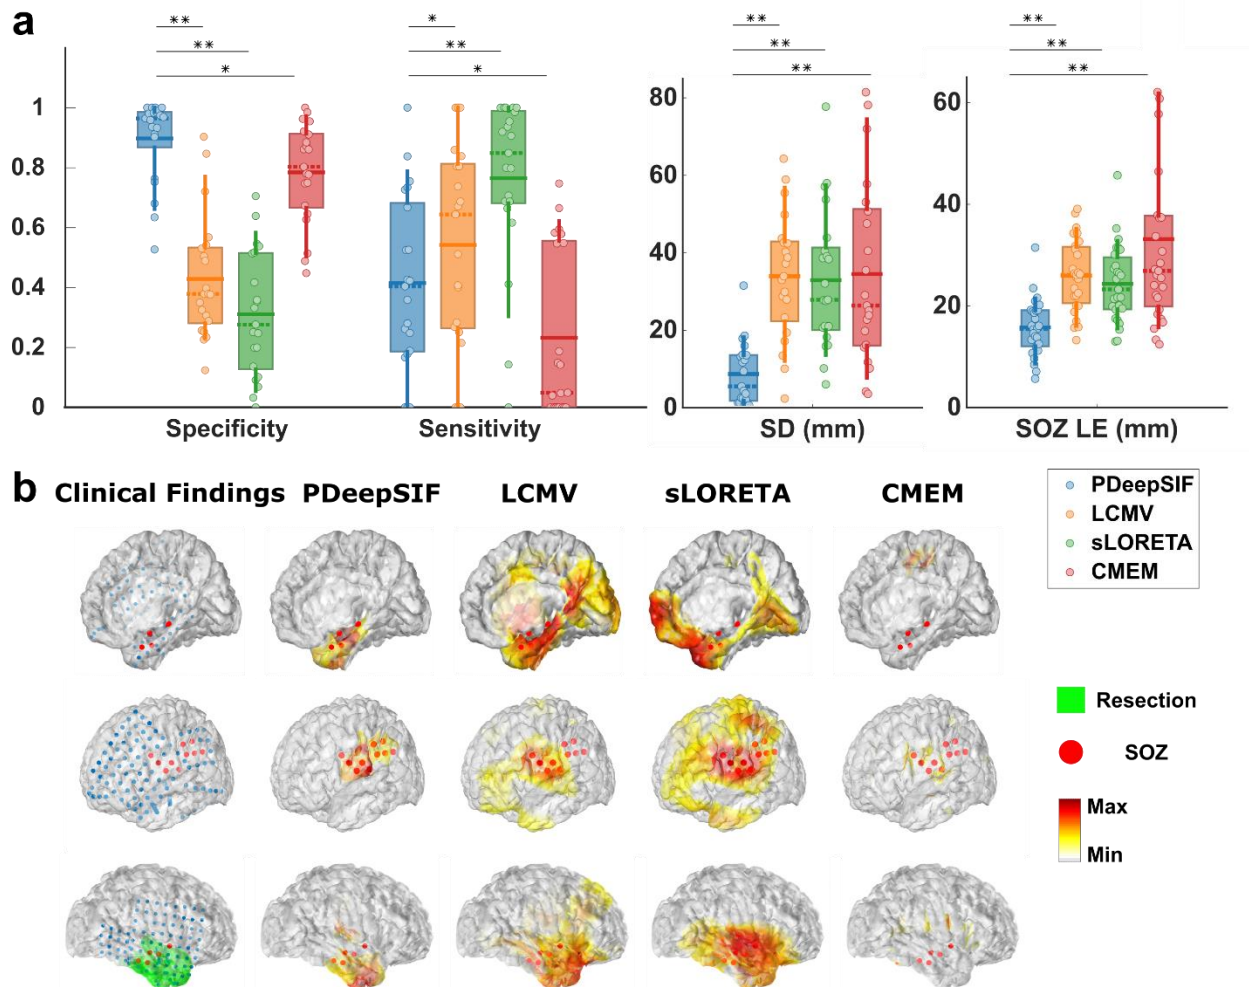 a
** ** * * ** * ** ** ** ** ** **
1
0.8
0.6
0.4
0.2
0
Specificity
Sensitivity
80
60
40
20
0
SD (mm)
60
40
20
0
SOZ LE (mm)
b
Clinical Findings PDeepSIF LCMV sLORETA CMEM
PDeepSIF
LCMV
sLORETA
CMEM
Resection
SOZ
Max
Min